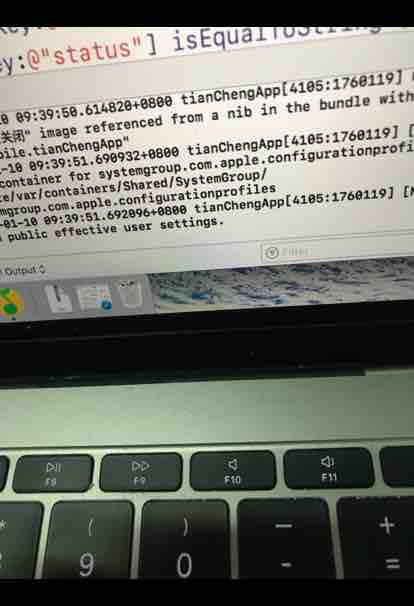 y:@"status"] isEqualToString
09:39:50.614820+0800 tianChengApp[4105:1760119]
关闭" image referenced from a nib in the bundle with
bile.tianChengApp"
-10 09:39:51.690932+0800 tianChengApp[4105:1760119] [
container for systemgroup.com.apple.configurationprofi
e/var/containers/Shared/SystemGroup/
mgroup.com.apple.configurationprofiles
-01-10 09:39:51.692096+0800 tianChengApp[4105:1760119] [M
public effective user settings.
Filter
Output
F8
F9
F10
F11
( ) — +
9 0 - =